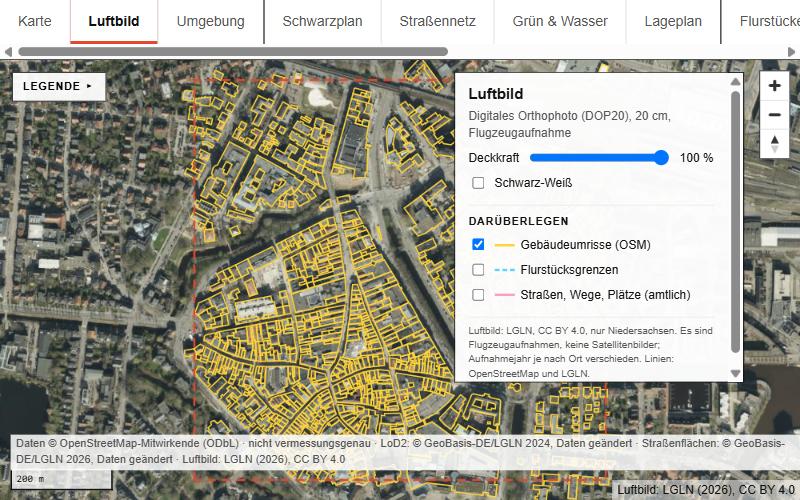 Karte
Luftbild
Umgebung
Schwarzplan
Straßennetz
Grün & Wasser
Lageplan
Flurstücke
LEGENDE ▸
Luftbild
Digitales Orthophoto (DOP20), 20 cm,
Flugzeugaufnahme
Deckkraft 100 %
Schwarz-Weiß
DARÜBERLEGEN
Gebäudeumrisse (OSM)
Flurstücksgrenzen
Straßen, Wege, Plätze (amtlich)
Luftbild: LGLN, CC BY 4.0, nur Niedersachsen. Es sind
Flugzeugaufnahmen, keine Satellitenbilder;
Aufnahmejahr je nach Ort verschieden. Linien:
OpenStreetMap und LGLN.
Daten © OpenStreetMap-Mitwirkende (ODbL) · nicht vermessungsgenau · LoD2: © GeoBasis-DE/LGLN 2024, Daten geändert · Straßenflächen: © GeoBasis-
DE/LGLN 2026, Daten geändert · Luftbild: LGLN (2026), CC BY 4.0
200 m
Luftbild: LGLN (2026), CC BY 4.0